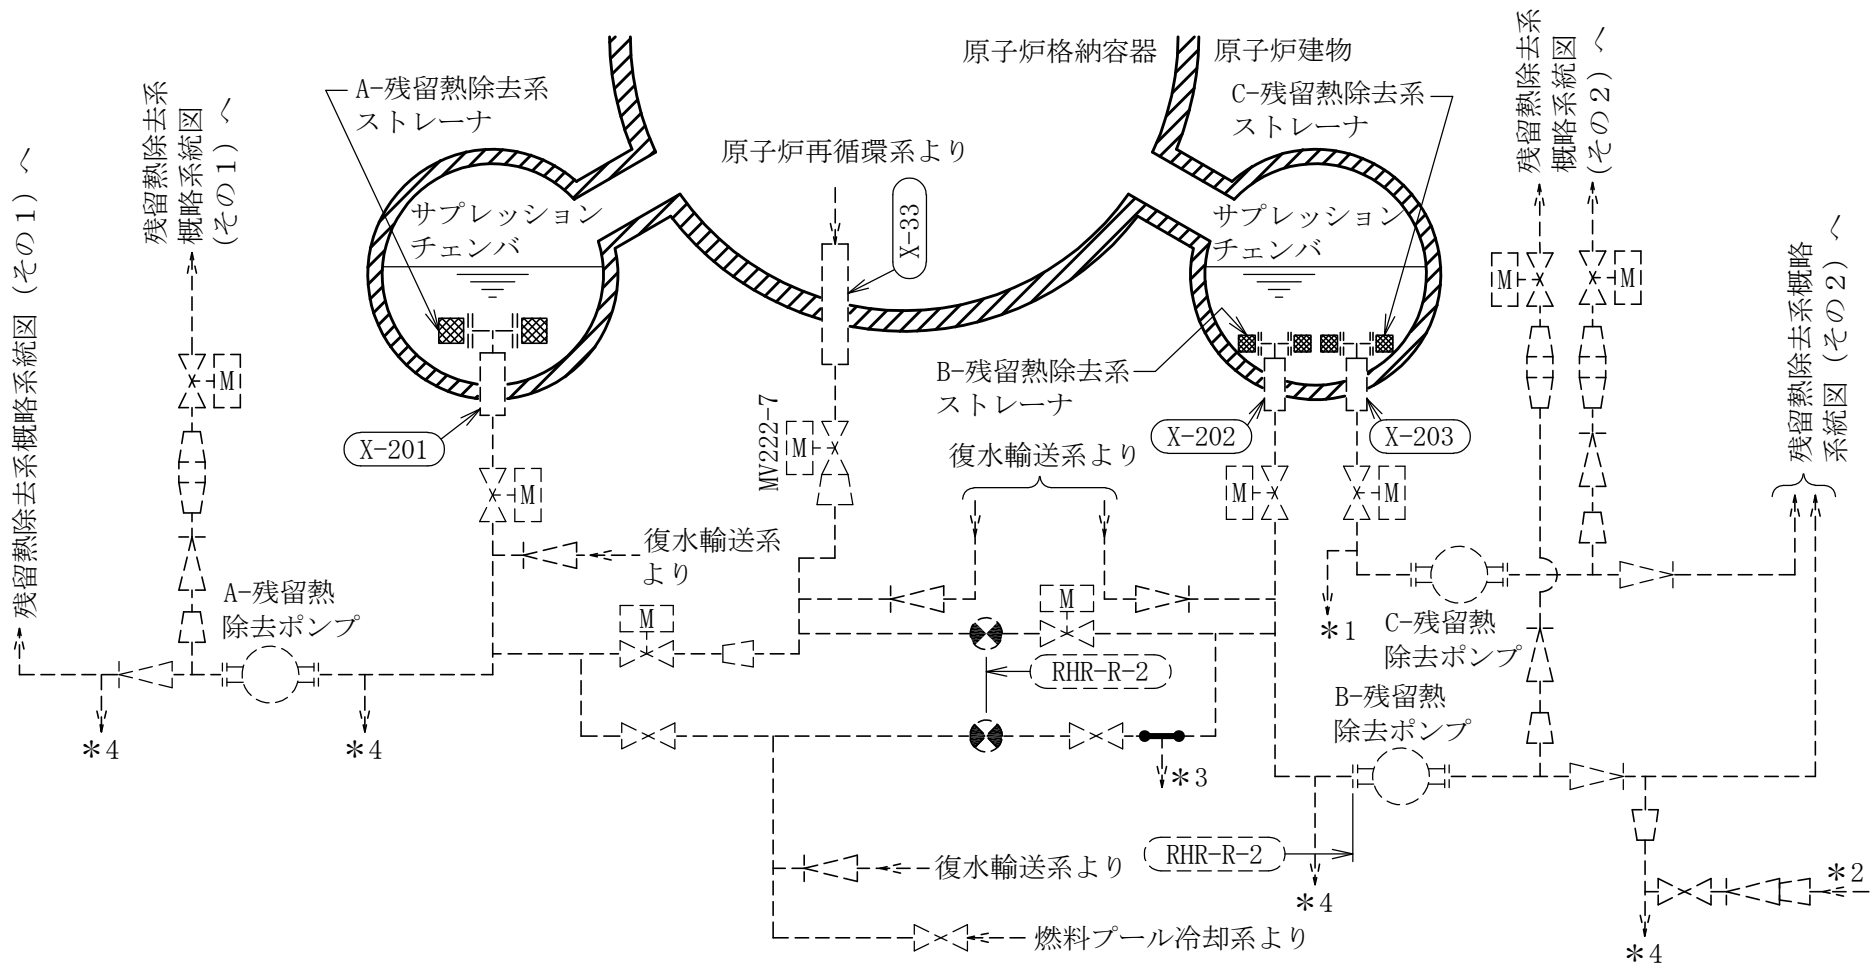 原子炉格納容器
原子炉建物
A-残留熱除去系
ストレーナ
C-残留熱除去系
ストレーナ
残留熱除去系
概略系統図
(その1) へ
残留熱除去系概略系統図 (その1) へ
残留熱除去系
概略系統図
(その2) へ
残留熱除去系概略
系統図 (その2) へ
原子炉再循環系より
X-33
サプレッション
チェンバ
サプレッション
チェンバ
M
M
M
B-残留熱除去系
ストレーナ
X-201
MV222-7
M
X-202
X-203
復水輸送系より
M
M
M
復水輸送系
より
A-残留熱
除去ポンプ
M
M
*1
C-残留熱
除去ポンプ
RHR-R-2
B-残留熱
除去ポンプ
*4
*4
*3
RHR-R-2
復水輸送系より
*4
*2
燃料プール冷却系より
*4